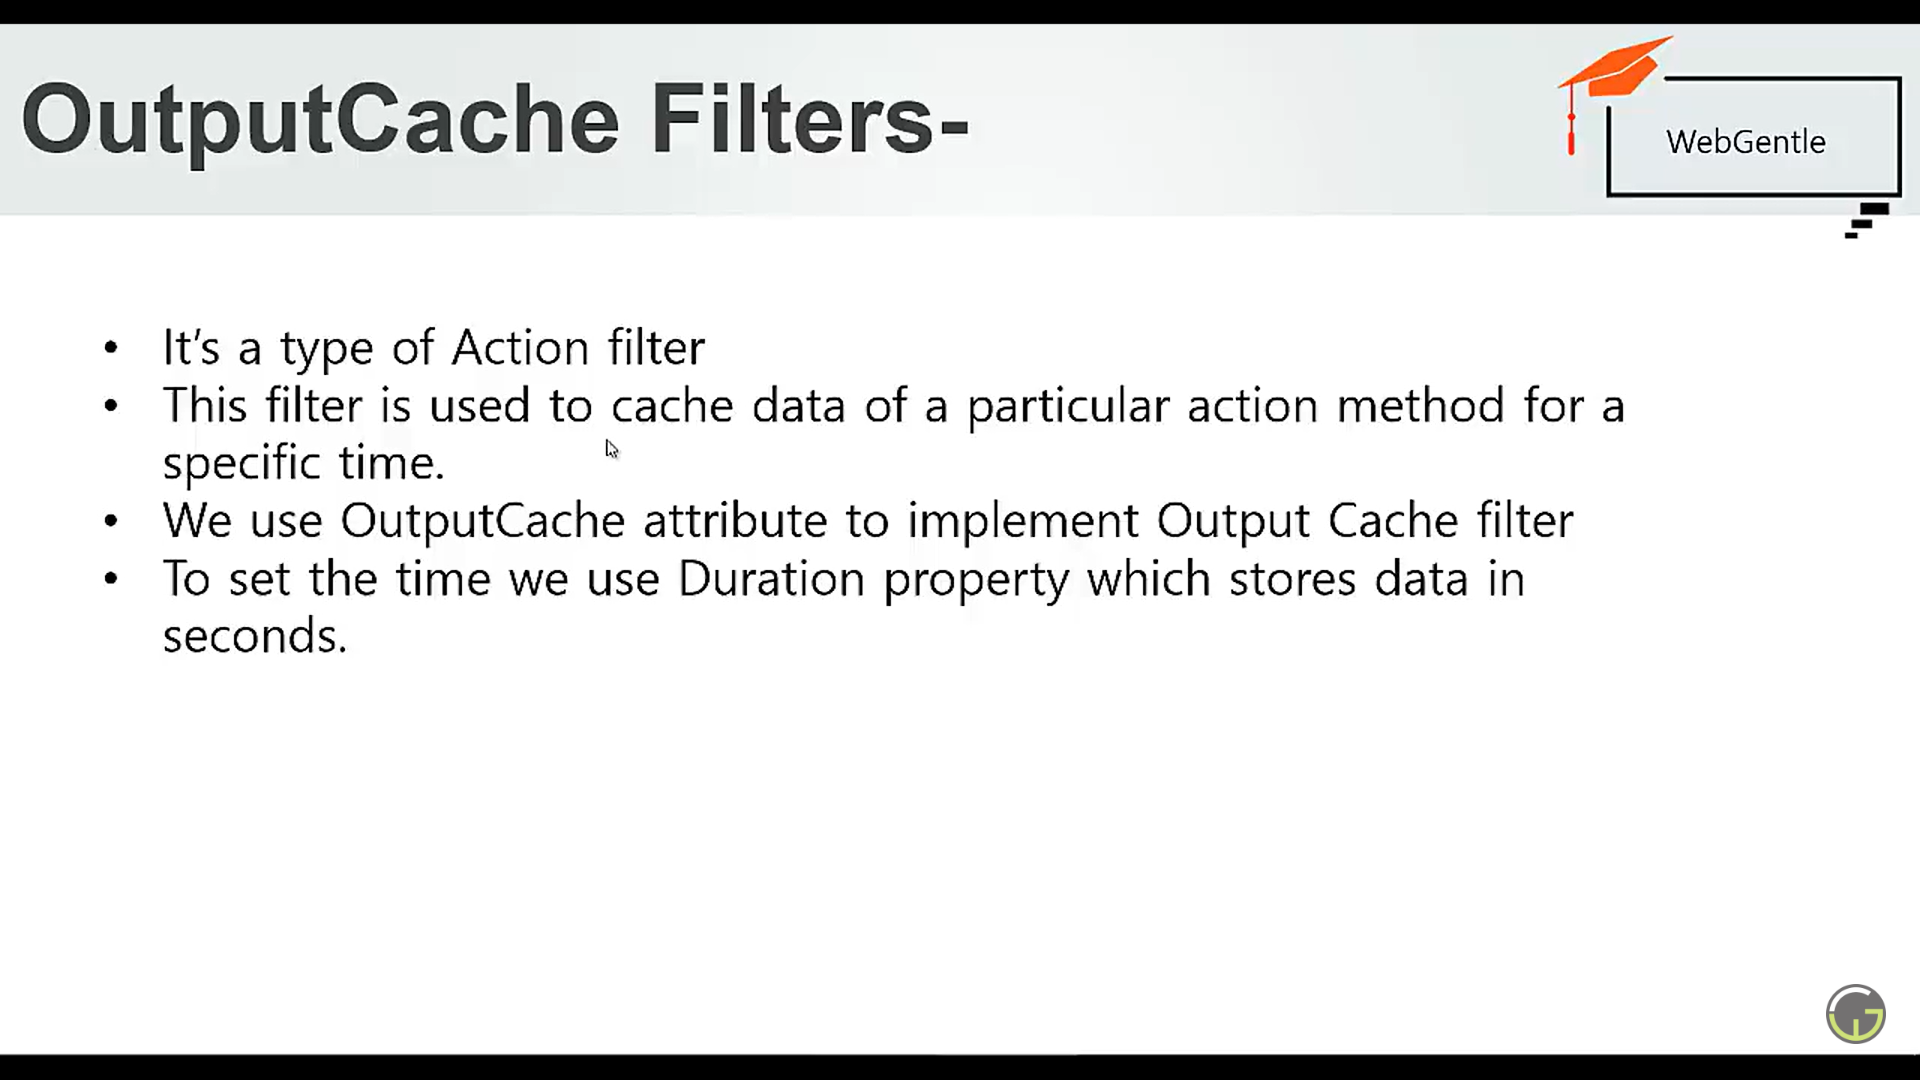 OutputCache Filters-
WebGentle
• It’s a type of Action filter
• This filter is used to cache data of a particular action method for a
specific time.
• We use OutputCache attribute to implement Output Cache filter
• To set the time we use Duration property which stores data in
seconds.